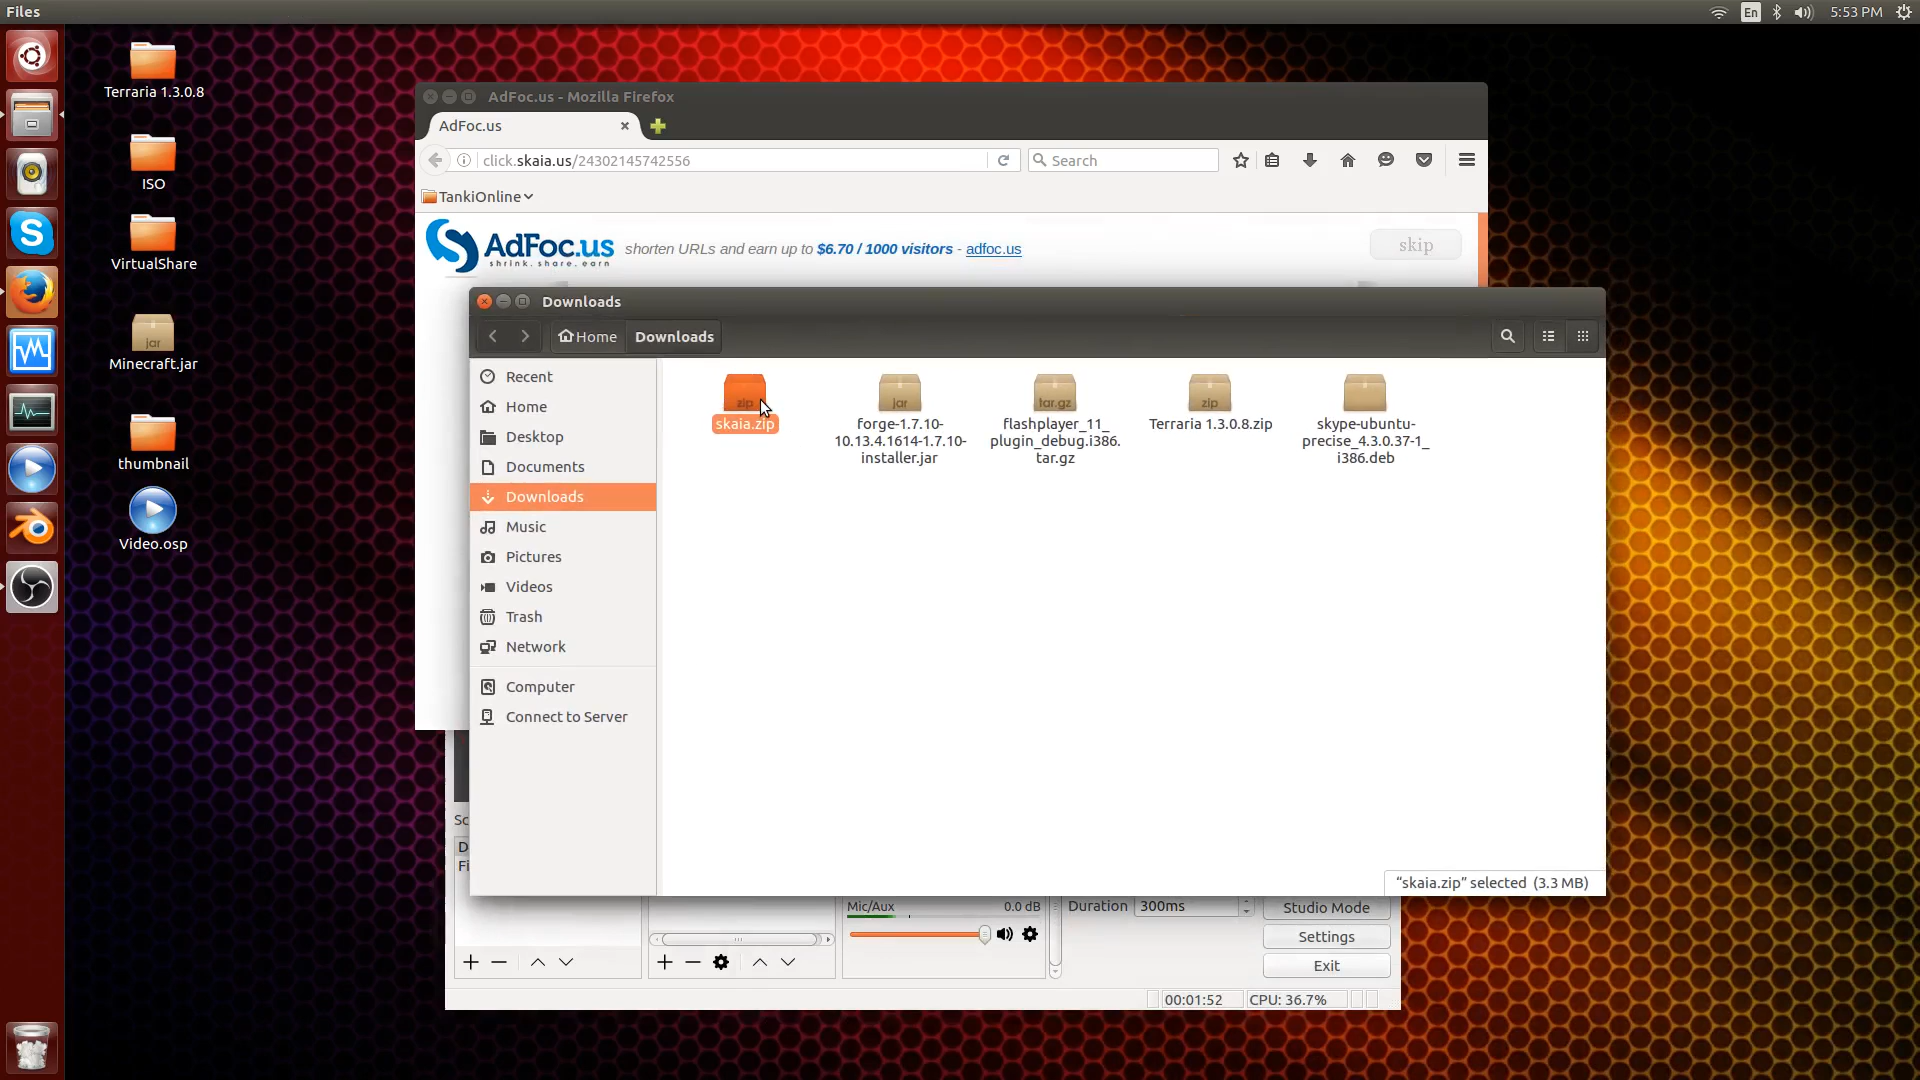 Files
En
5:53 PM
Terraria 1.3.0.8
ISO
VirtualShare
jar
Minecraft.jar
thumbnail
Video.osp
AdFoc.us - Mozilla Firefox
AdFoc.us
click.skaia.us/24302145742556
Search
TankiOnline
AdFoc.us
shrink.share.earn
shorten URLs and earn up to $6.70 / 1000 visitors - adfoc.us
skip
Downloads
Home
Downloads
Recent
Home
Desktop
Documents
Downloads
Music
Pictures
Videos
Trash
Network
Computer
Connect to Server
zip
skaia.zip
jar
forge-1.7.10-
10.13.4.1614-1.7.10-
installer.jar
tar.gz
flashplayer_11_
plugin_debug.i386.
tar.gz
zip
Terraria 1.3.0.8.zip
skype-ubuntu-
precise_4.3.0.37-1_
i386.deb
“skaia.zip” selected (3.3 MB)
Mic/Aux
0.0 dB
Duration
300ms
Studio Mode
Settings
Exit
00:01:52
CPU: 36.7%